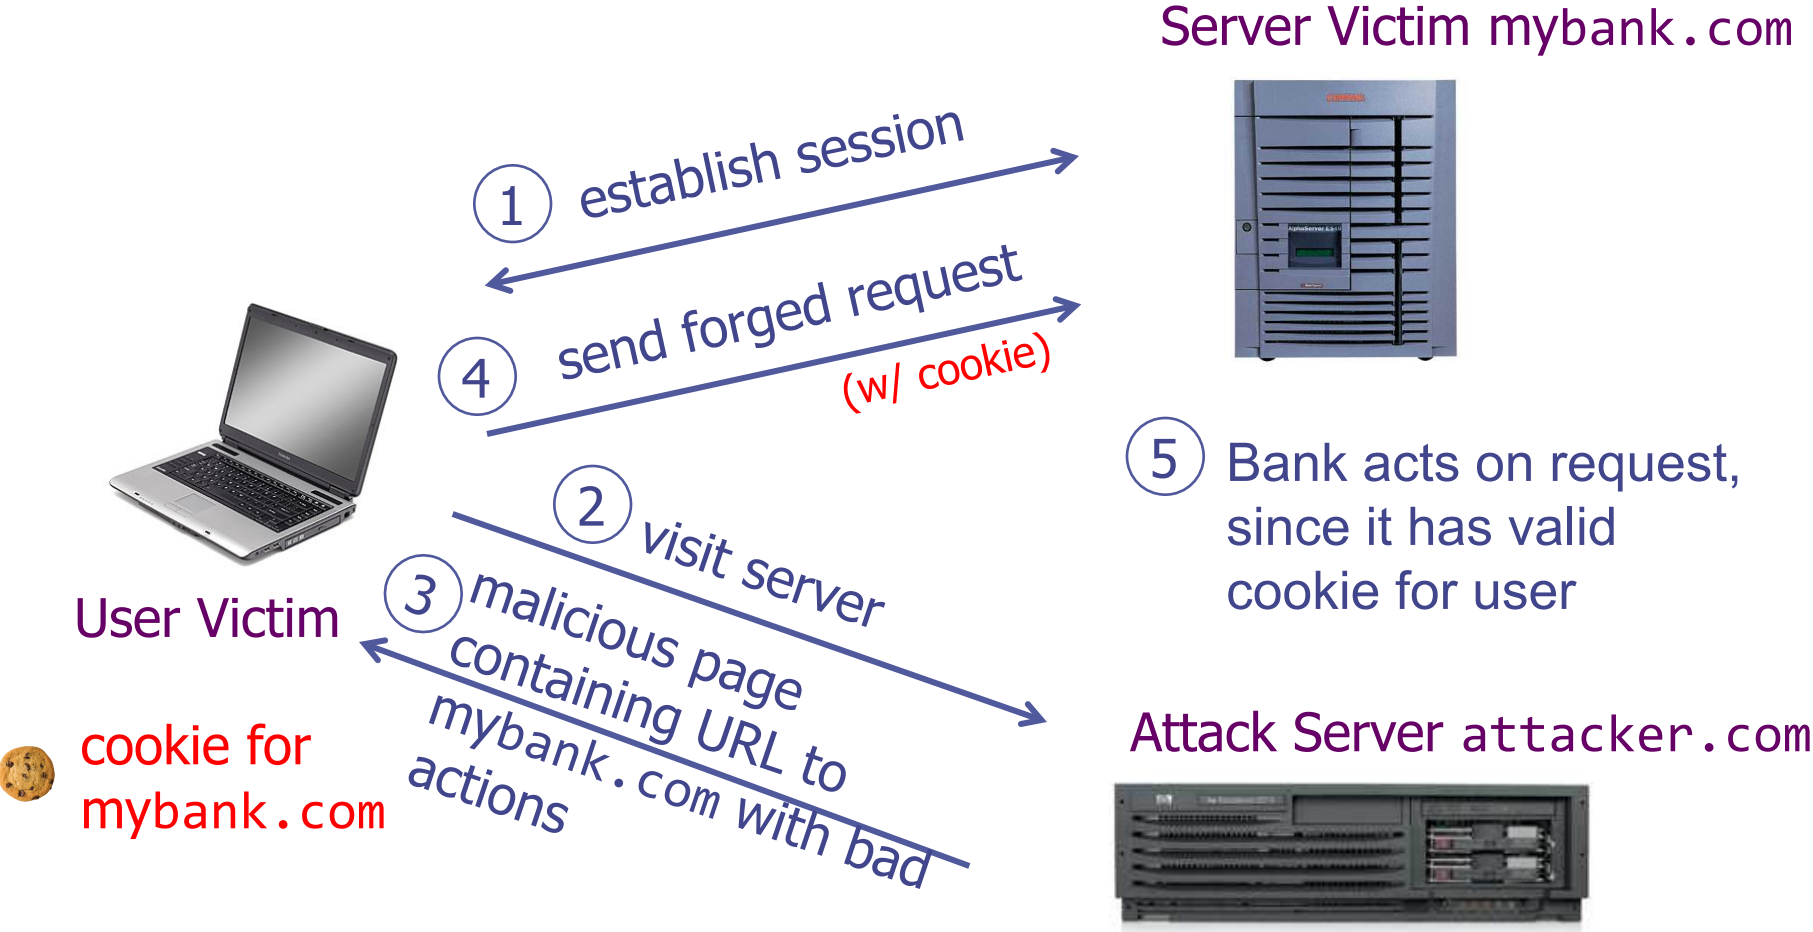 Server Victim mybank.com
AlphaServer ES40
1 establish session
4 send forged request
(w/ cookie)
5 Bank acts on request,
since it has valid
cookie for user
2 visit server
3 malicious page
containing URL to
mybank.com with bad
actions
User Victim
cookie for
mybank.com
Attack Server attacker.com